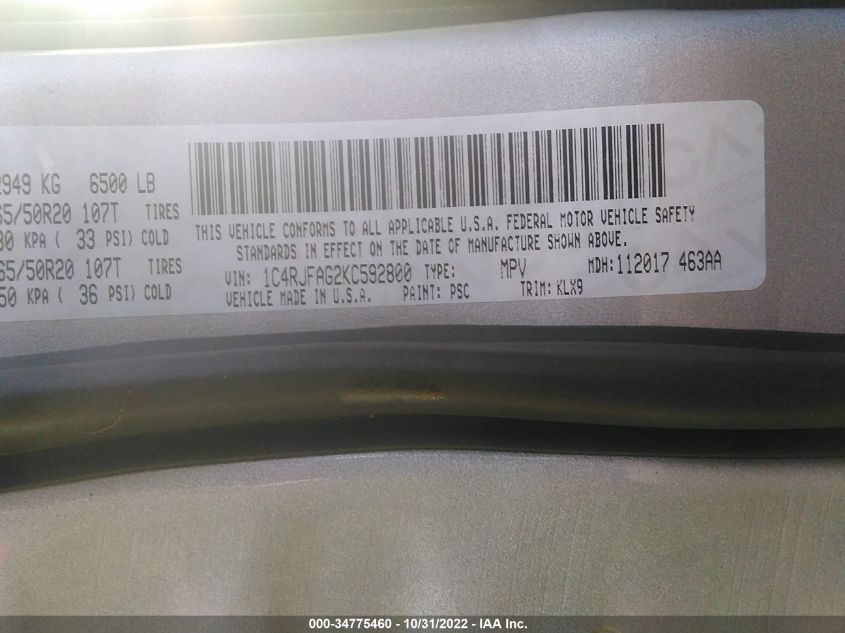 2949 KG 6500 LB
65/50R20 107T TIRES
30 KPA ( 33 PSI) COLD
65/50R20 107T TIRES
50 KPA ( 36 PSI) COLD
THIS VEHICLE CONFORMS TO ALL APPLICABLE U.S.A. FEDERAL MOTOR VEHICLE SAFETY
STANDARDS IN EFFECT ON THE DATE OF MANUFACTURE SHOWN ABOVE.
VIN: 1C4RJFAG2KC592800 TYPE: MPV MDH: 112017 463AA
VEHICLE MADE IN U.S.A. PAINT: PSC TRIM: KLX9
000-34775460 - 10/31/2022 - IAA Inc.